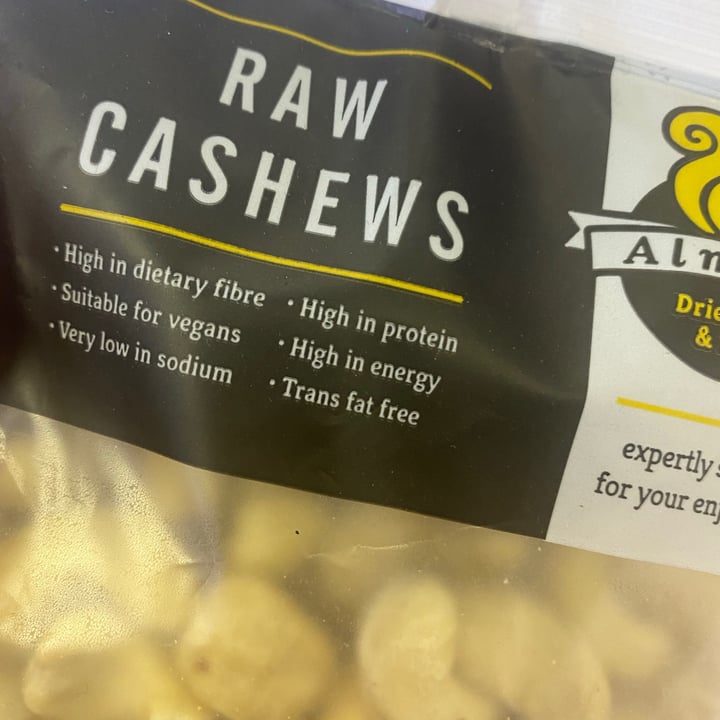 RAW
CASHEWS
• High in dietary fibre
• Suitable for vegans
• Very low in sodium
• High in protein
• High in energy
• Trans fat free
&
expertly
for your